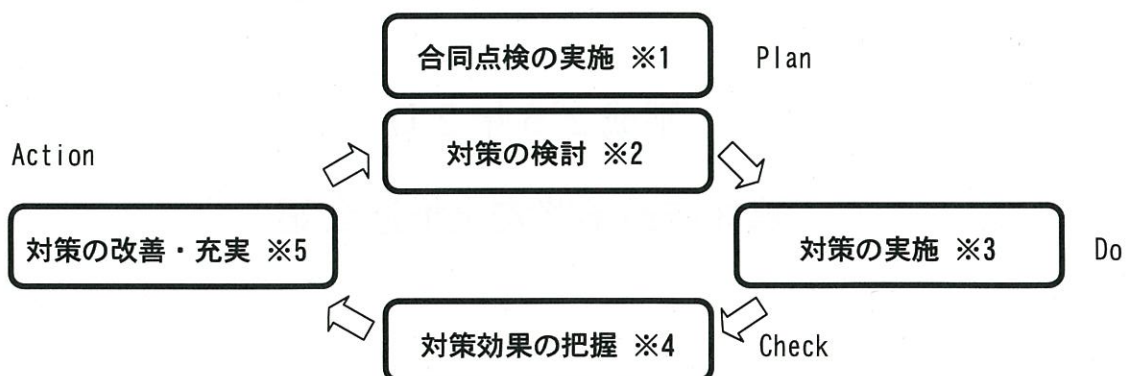 合同点検の実施 ※1
Plan
対策の検討 ※2
Action
対策の改善・充実 ※5
対策の実施 ※3
Do
対策効果の把握 ※4
Check